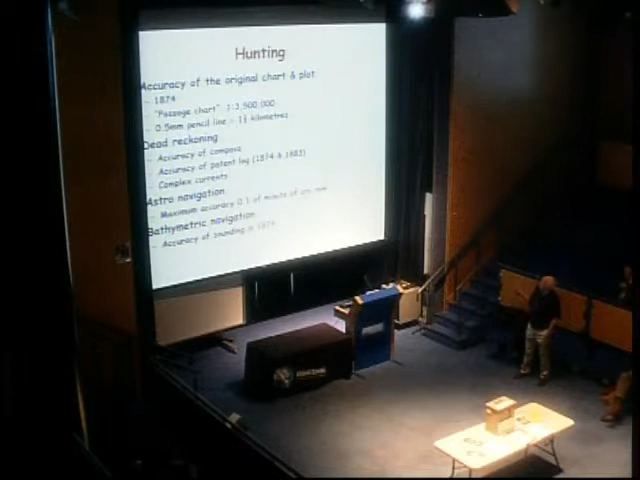 Hunting
Accuracy of the original chart & plot
- 1874
- "Passage chart" 1:3,500,000
- 0.5mm pencil line = 1¾ kilometres
Dead reckoning
- Accuracy of compass
- Accuracy of patent log (1874 & 1883)
- Complex currents
Astro navigation
- Maximum accuracy 0.1 of minute of arc
Bathymetric navigation
- Accuracy of sounding in 1874